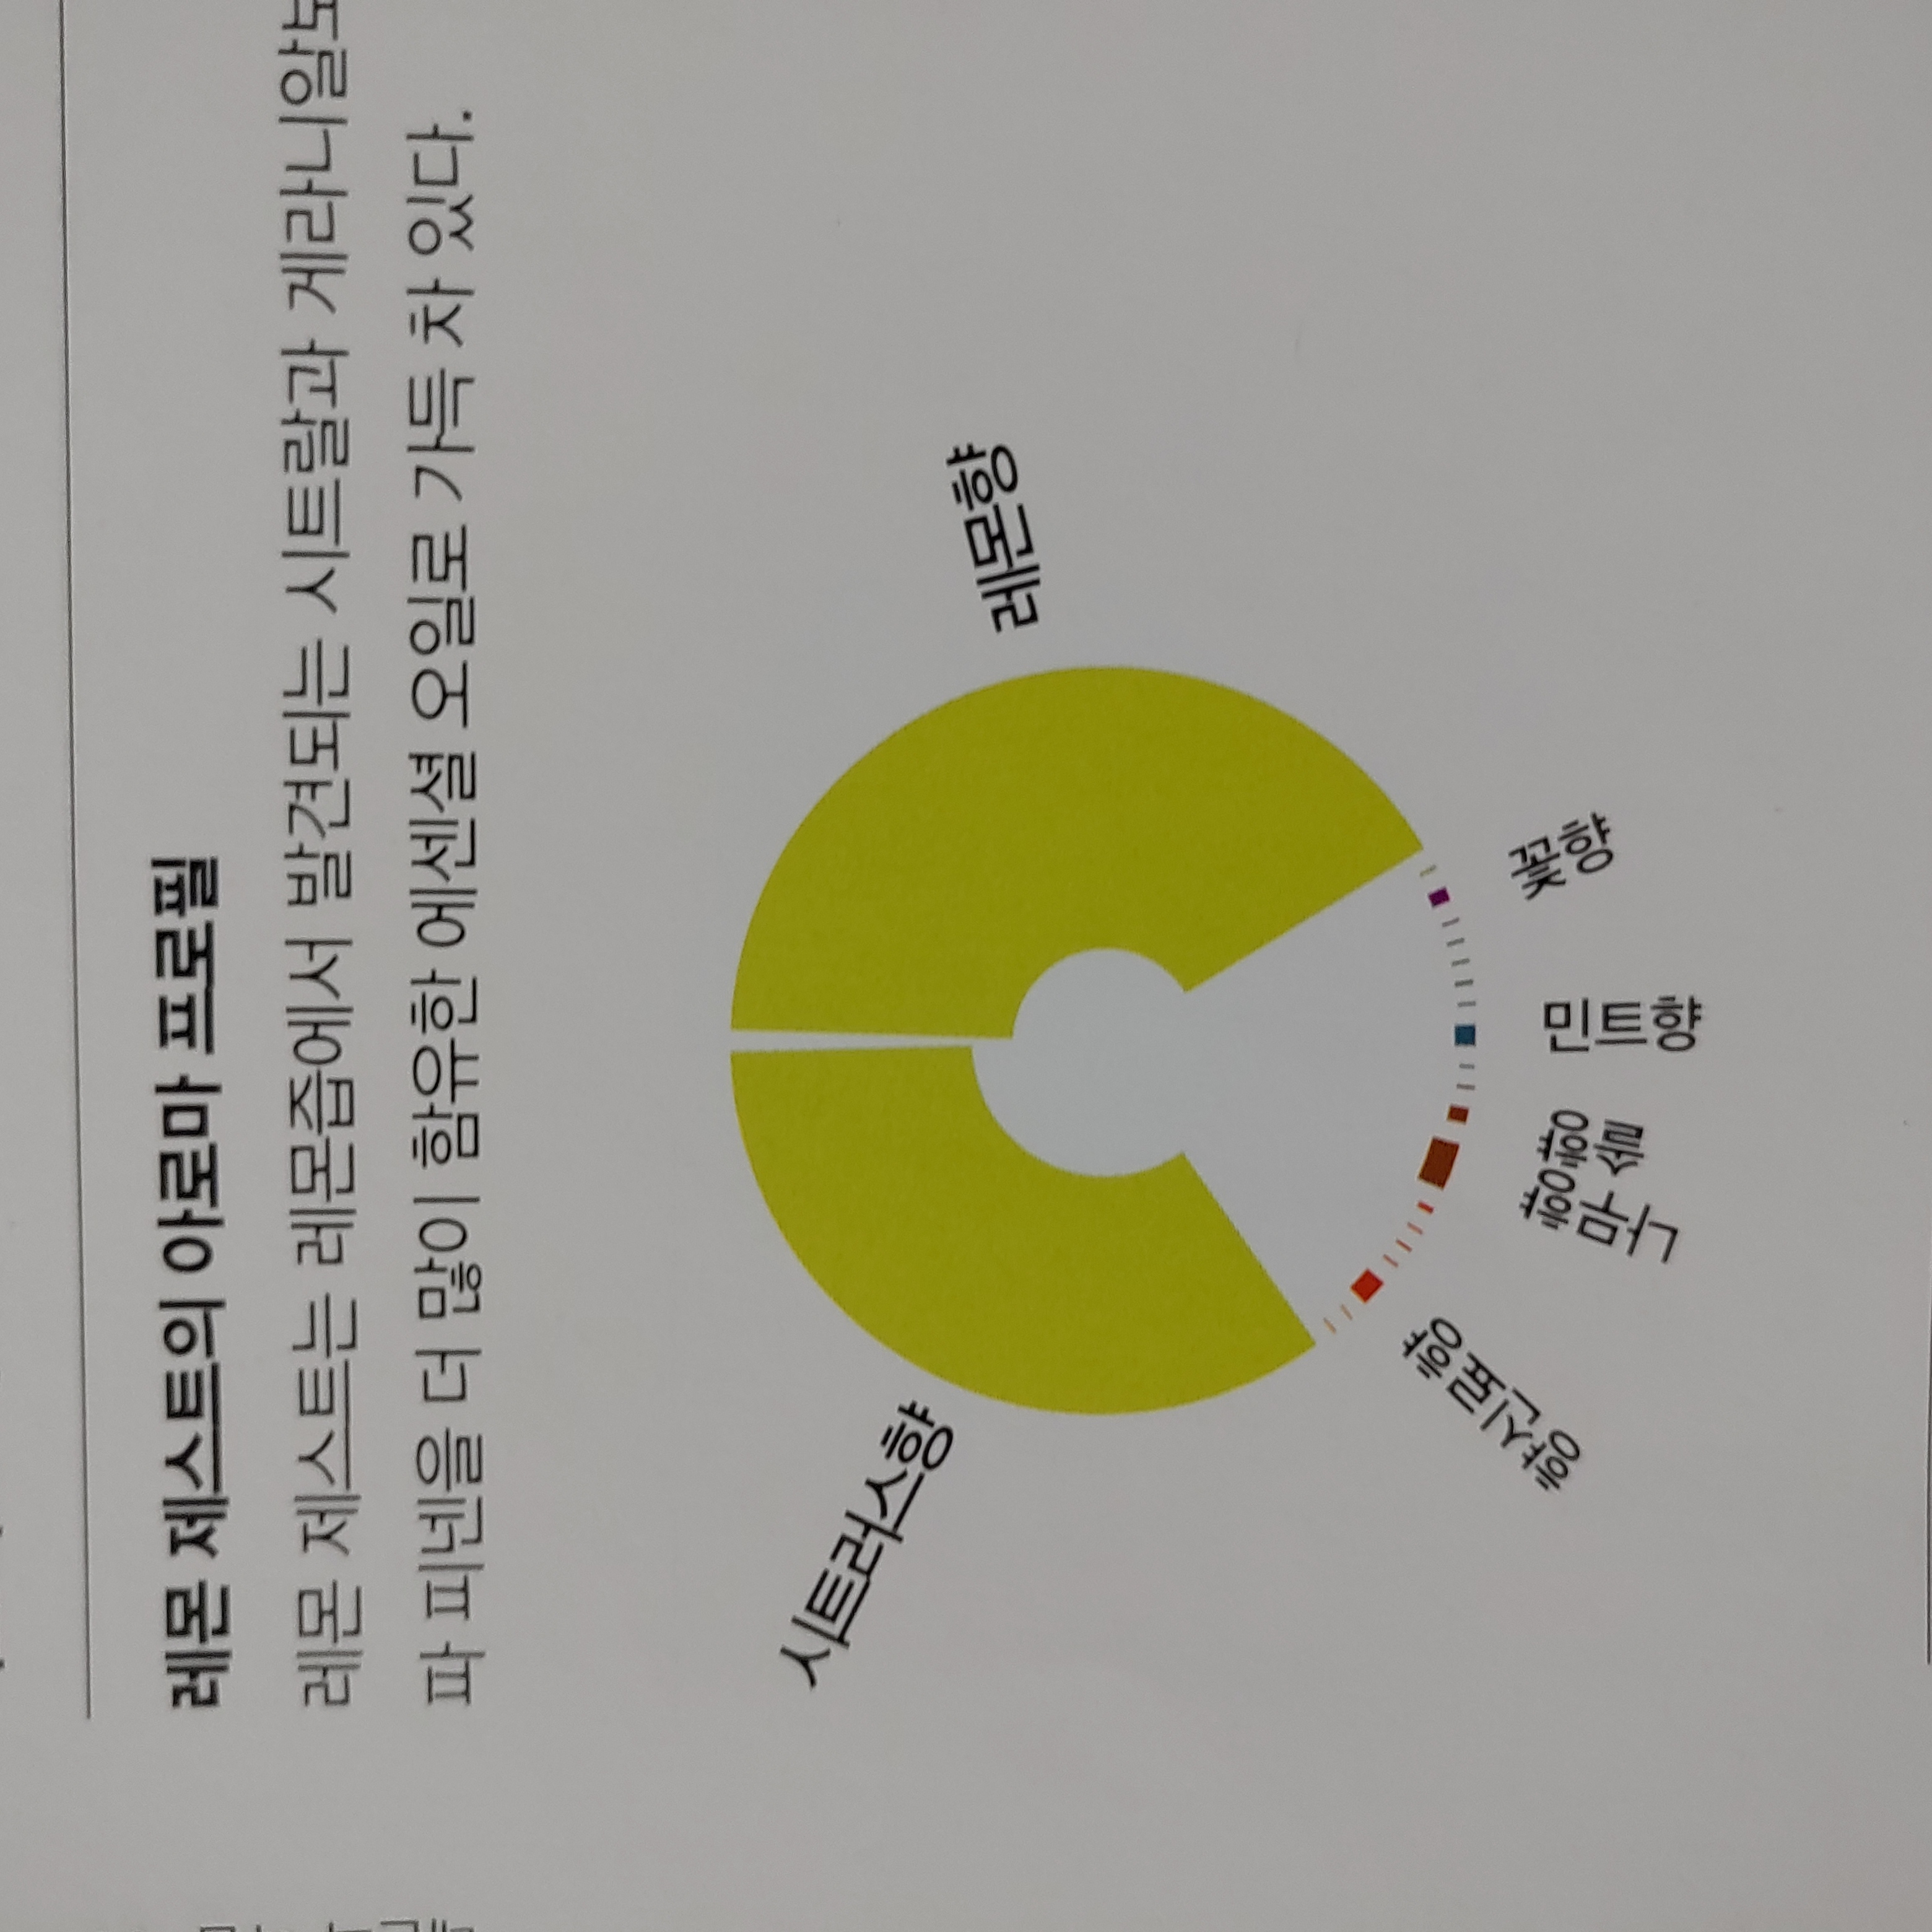 레몬 제스트의 아로마 프로필
레몬 제스트는 레몬즙에서 발견되는 시트랄과 게라니알보
파 피넨을 더 많이 함유한 에센셜 오일로 가득 차 있다.
시트러스향
레몬향
향신료향
나무향
솔향
민트향
꽃향